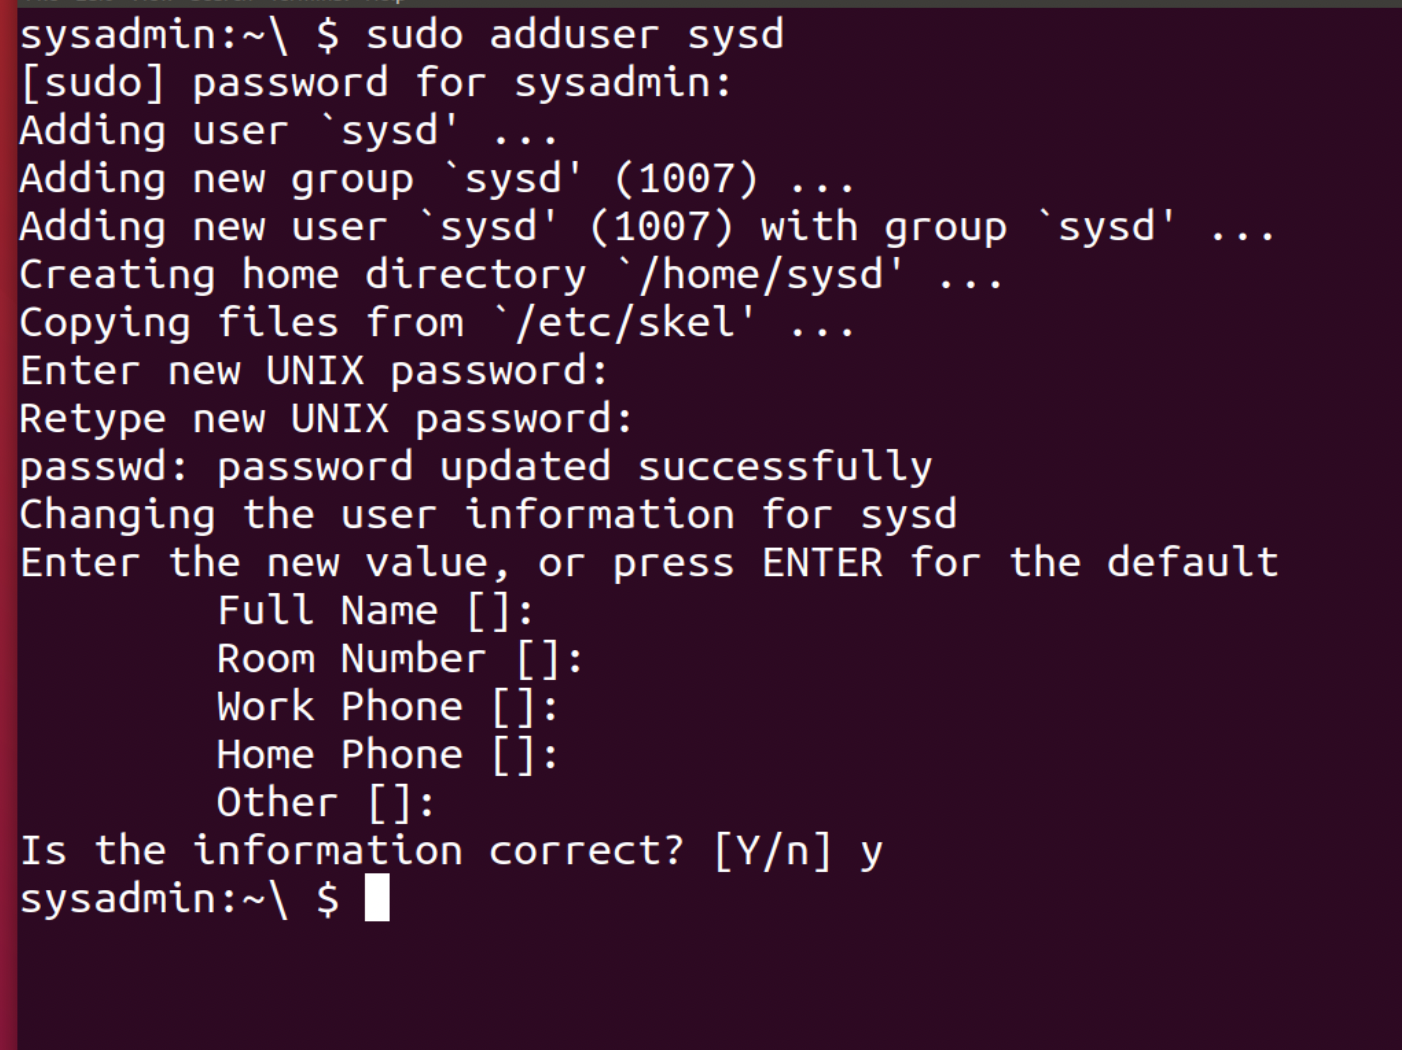 sysadmin:~\ $ sudo adduser sysd
[sudo] password for sysadmin:
Adding user `sysd' ...
Adding new group `sysd' (1007) ...
Adding new user `sysd' (1007) with group `sysd' ...
Creating home directory `/home/sysd' ...
Copying files from `/etc/skel' ...
Enter new UNIX password:
Retype new UNIX password:
passwd: password updated successfully
Changing the user information for sysd
Enter the new value, or press ENTER for the default
Full Name []:
Room Number []:
Work Phone []:
Home Phone []:
Other []:
Is the information correct? [Y/n] y
sysadmin:~\ $